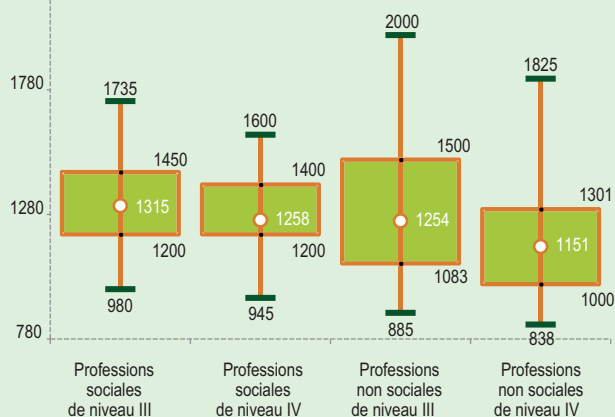 2000
1825
1780
1735
1600
1500
1450
1400
1301
1315
1258
1254
1280
1151
1200
1200
1083
1000
980
945
885
838
780
Professions
sociales
de niveau III
Professions
sociales
de niveau IV
Professions
non sociales
de niveau III
Professions
non sociales
de niveau IV